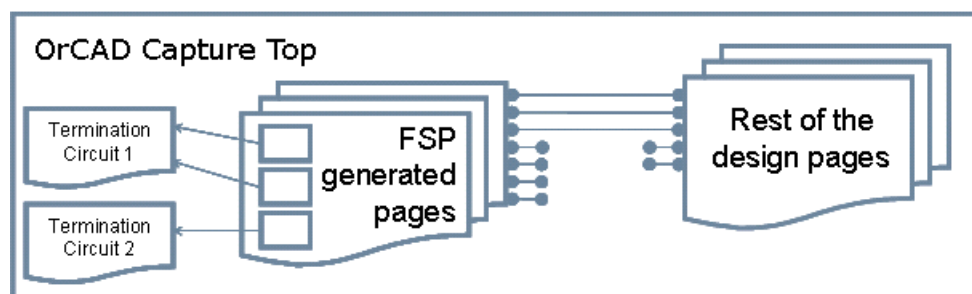 OrCAD Capture Top
Termination
Circuit 1
Termination
Circuit 2
FSP
generated
pages
Rest of the
design pages